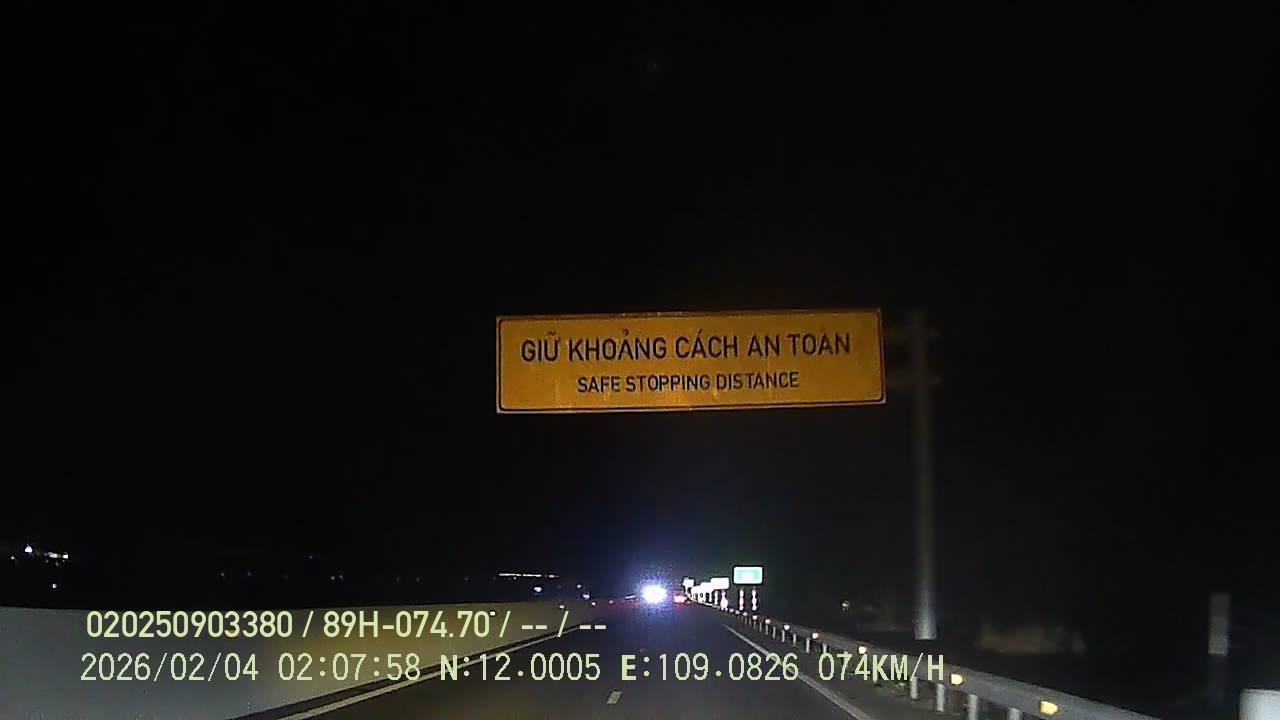 GIỮ KHOẢNG CÁCH AN TOÀN
SAFE STOPPING DISTANCE
020250903380 / 89H-074.70 / -- / --
2026/02/04 02:07:58 N:12.0005 E:109.0826 074KM/H